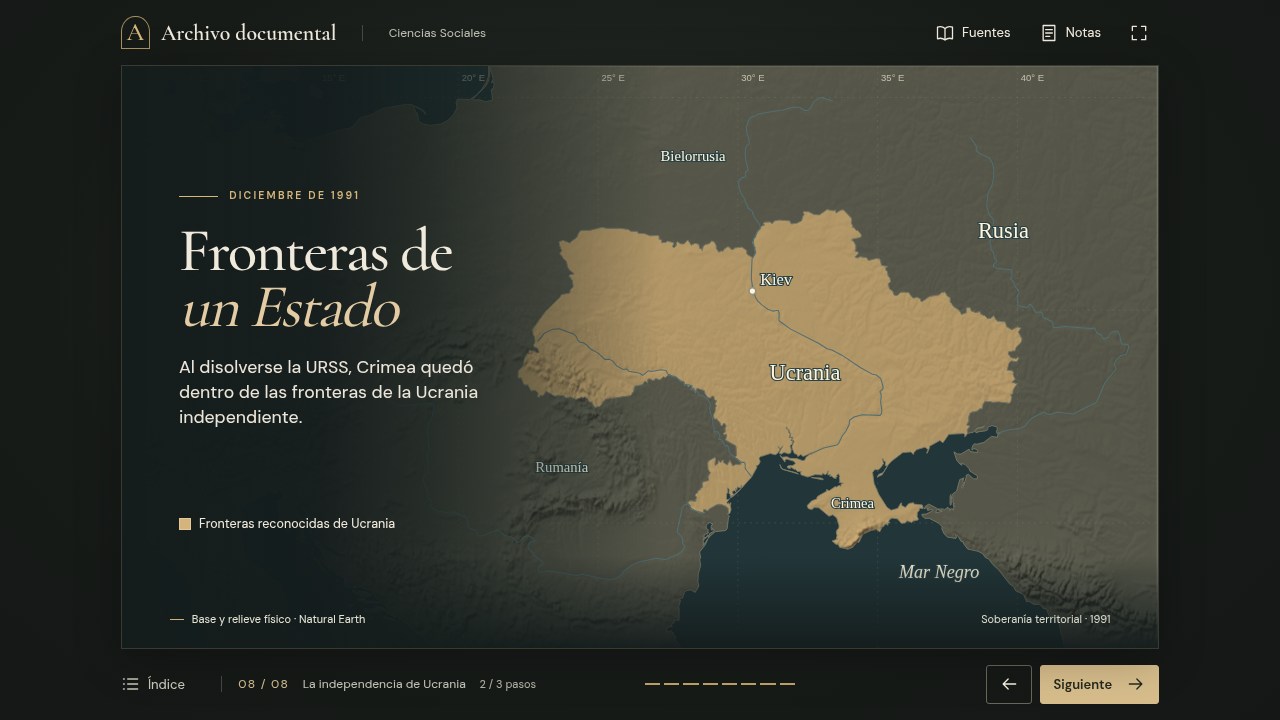 A Archivo documental
Ciencias Sociales
Fuentes
Notas
15° E
20° E
25° E
30° E
35° E
40° E
Bielorrusia
Rusia
DICIEMBRE DE 1991
Fronteras de
un Estado
Kiev
Al disolverse la URSS, Crimea quedó
dentro de las fronteras de la Ucrania
independiente.
Ucrania
Rumanía
Crimea
Fronteras reconocidas de Ucrania
Mar Negro
Base y relieve físico · Natural Earth
Soberanía territorial · 1991
Índice
08 / 08
La independencia de Ucrania
2 / 3 pasos
Siguiente